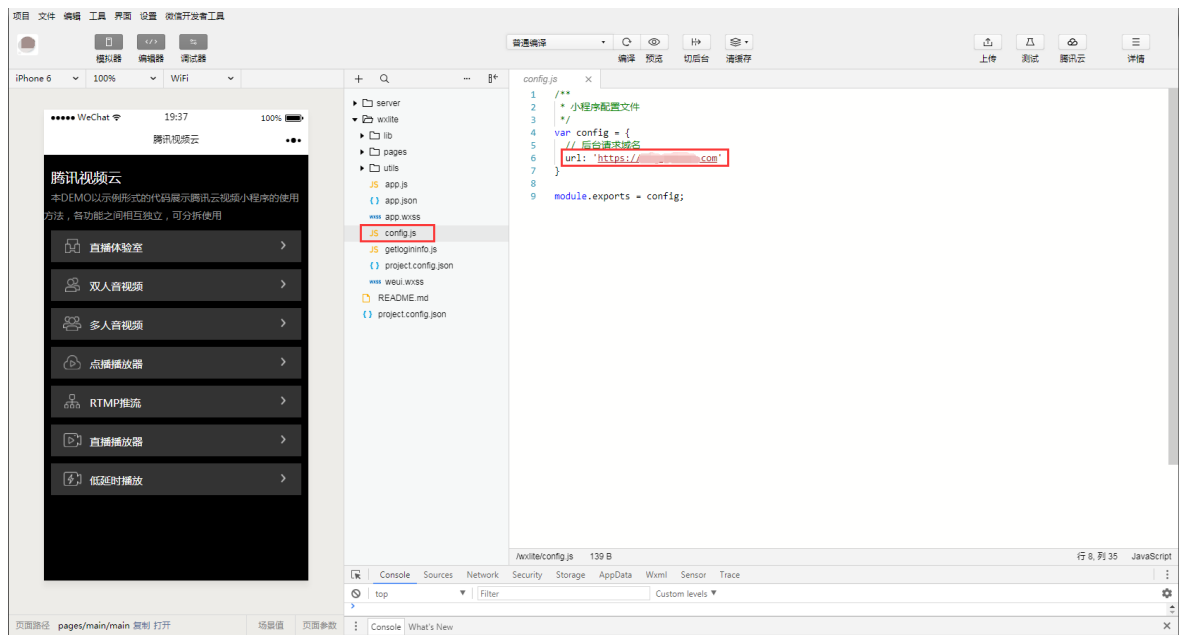 项目 文件 编辑 工具 界面 设置 微信开发者工具
模拟器 编辑器 调试器
普通编译
编译 预览 切后台 清缓存
上传 测试 腾讯云 详情
iPhone 6 100% WiFi
WeChat 19:37 100%
腾讯视频云
腾讯视频云
本DEMO以示例形式的代码展示腾讯云视频小程序的使用
方法，各功能之间相互独立，可分拆使用
直播体验室
双人音视频
多人音视频
点播播放器
RTMP推流
直播播放器
低延时播放
页面路径 pages/main/main 复制 打开 场景值 页面参数
server
wxlite
lib
pages
utils
JS app.js
{ } app.json
wxss app.wxss
JS config.js
JS getlogininfo.js
{ } project.config.json
wxss weui.wxss
README.md
{ } project.config.json
config.js
1 /**
2 * 小程序配置文件
3 */
4 var config = {
5 // 后台请求域名
6 url: 'https:/ .com'
7 }
8
9 module.exports = config;
/wxlite/config.js 139 B 行 8, 列 35 JavaScript
Console Sources Network Security Storage AppData Wxml Sensor Trace
top Filter Custom levels
Console What's New